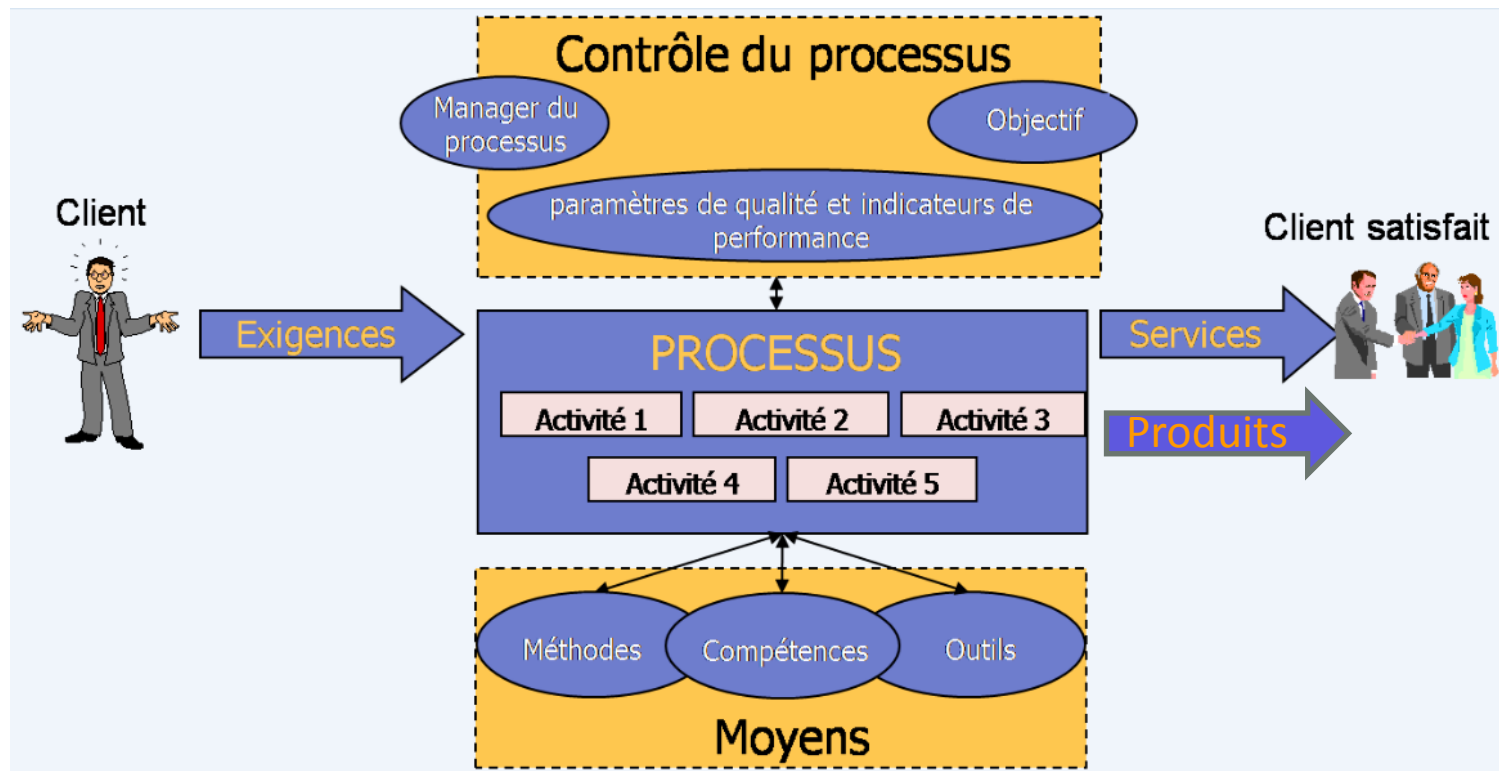 Contrôle du processus
Manager du
processus
Objectif
paramètres de qualité et indicateurs de
performance
Client
Client satisfait
Exigences
PROCESSUS
Services
Activité 1
Activité 2
Activité 3
Produits
Activité 4
Activité 5
Méthodes
Compétences
Outils
Moyens